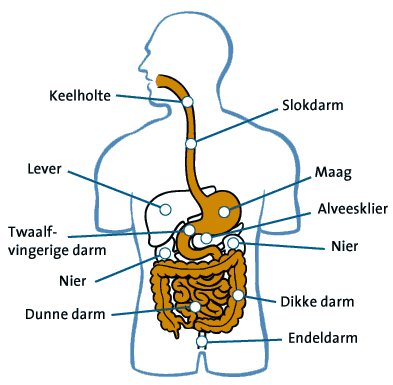 Keelholte
Slokdarm
Lever
Maag
Alveesklier
Twaalf-
vingerige darm
Nier
Nier
Dunne darm
Dikke darm
Endeldarm